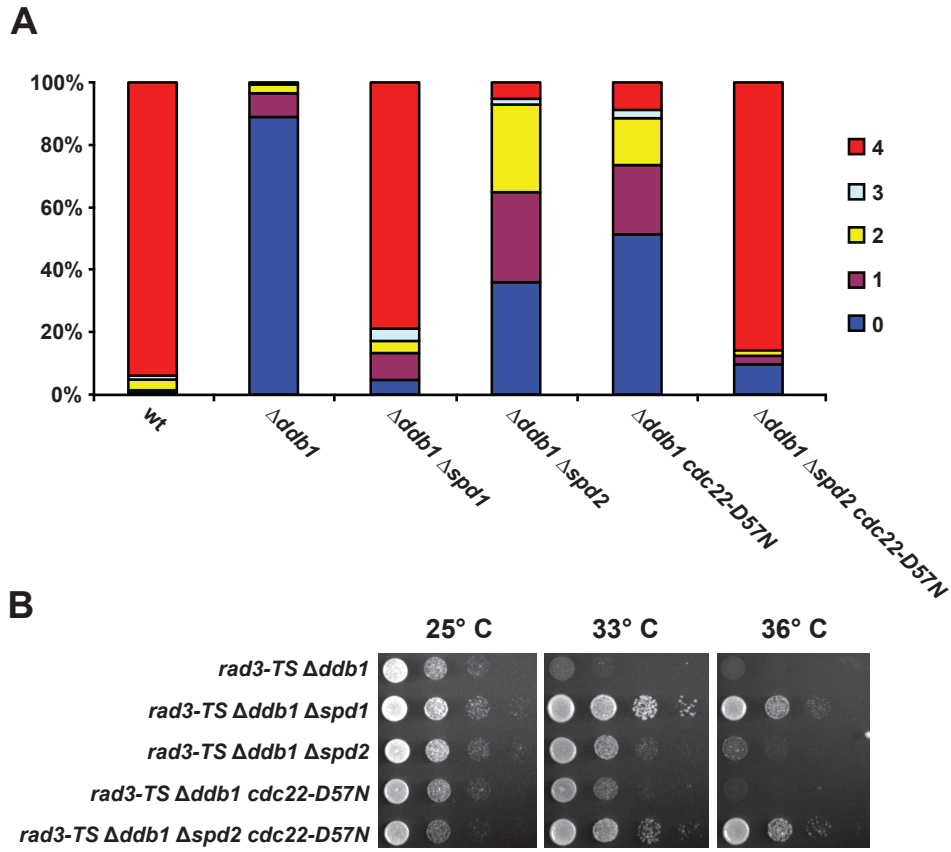 A
100%
80%
60%
40%
20%
0%
4
3
2
1
0
wt
Δddb1
Δddb1 Δspd1
Δddb1 Δspd2
Δddb1 cdc22-D57N
Δddb1 Δspd2 cdc22-D57N
B
25° C 33° C 36° C
rad3-TS Δddb1
rad3-TS Δddb1 Δspd1
rad3-TS Δddb1 Δspd2
rad3-TS Δddb1 cdc22-D57N
rad3-TS Δddb1 Δspd2 cdc22-D57N